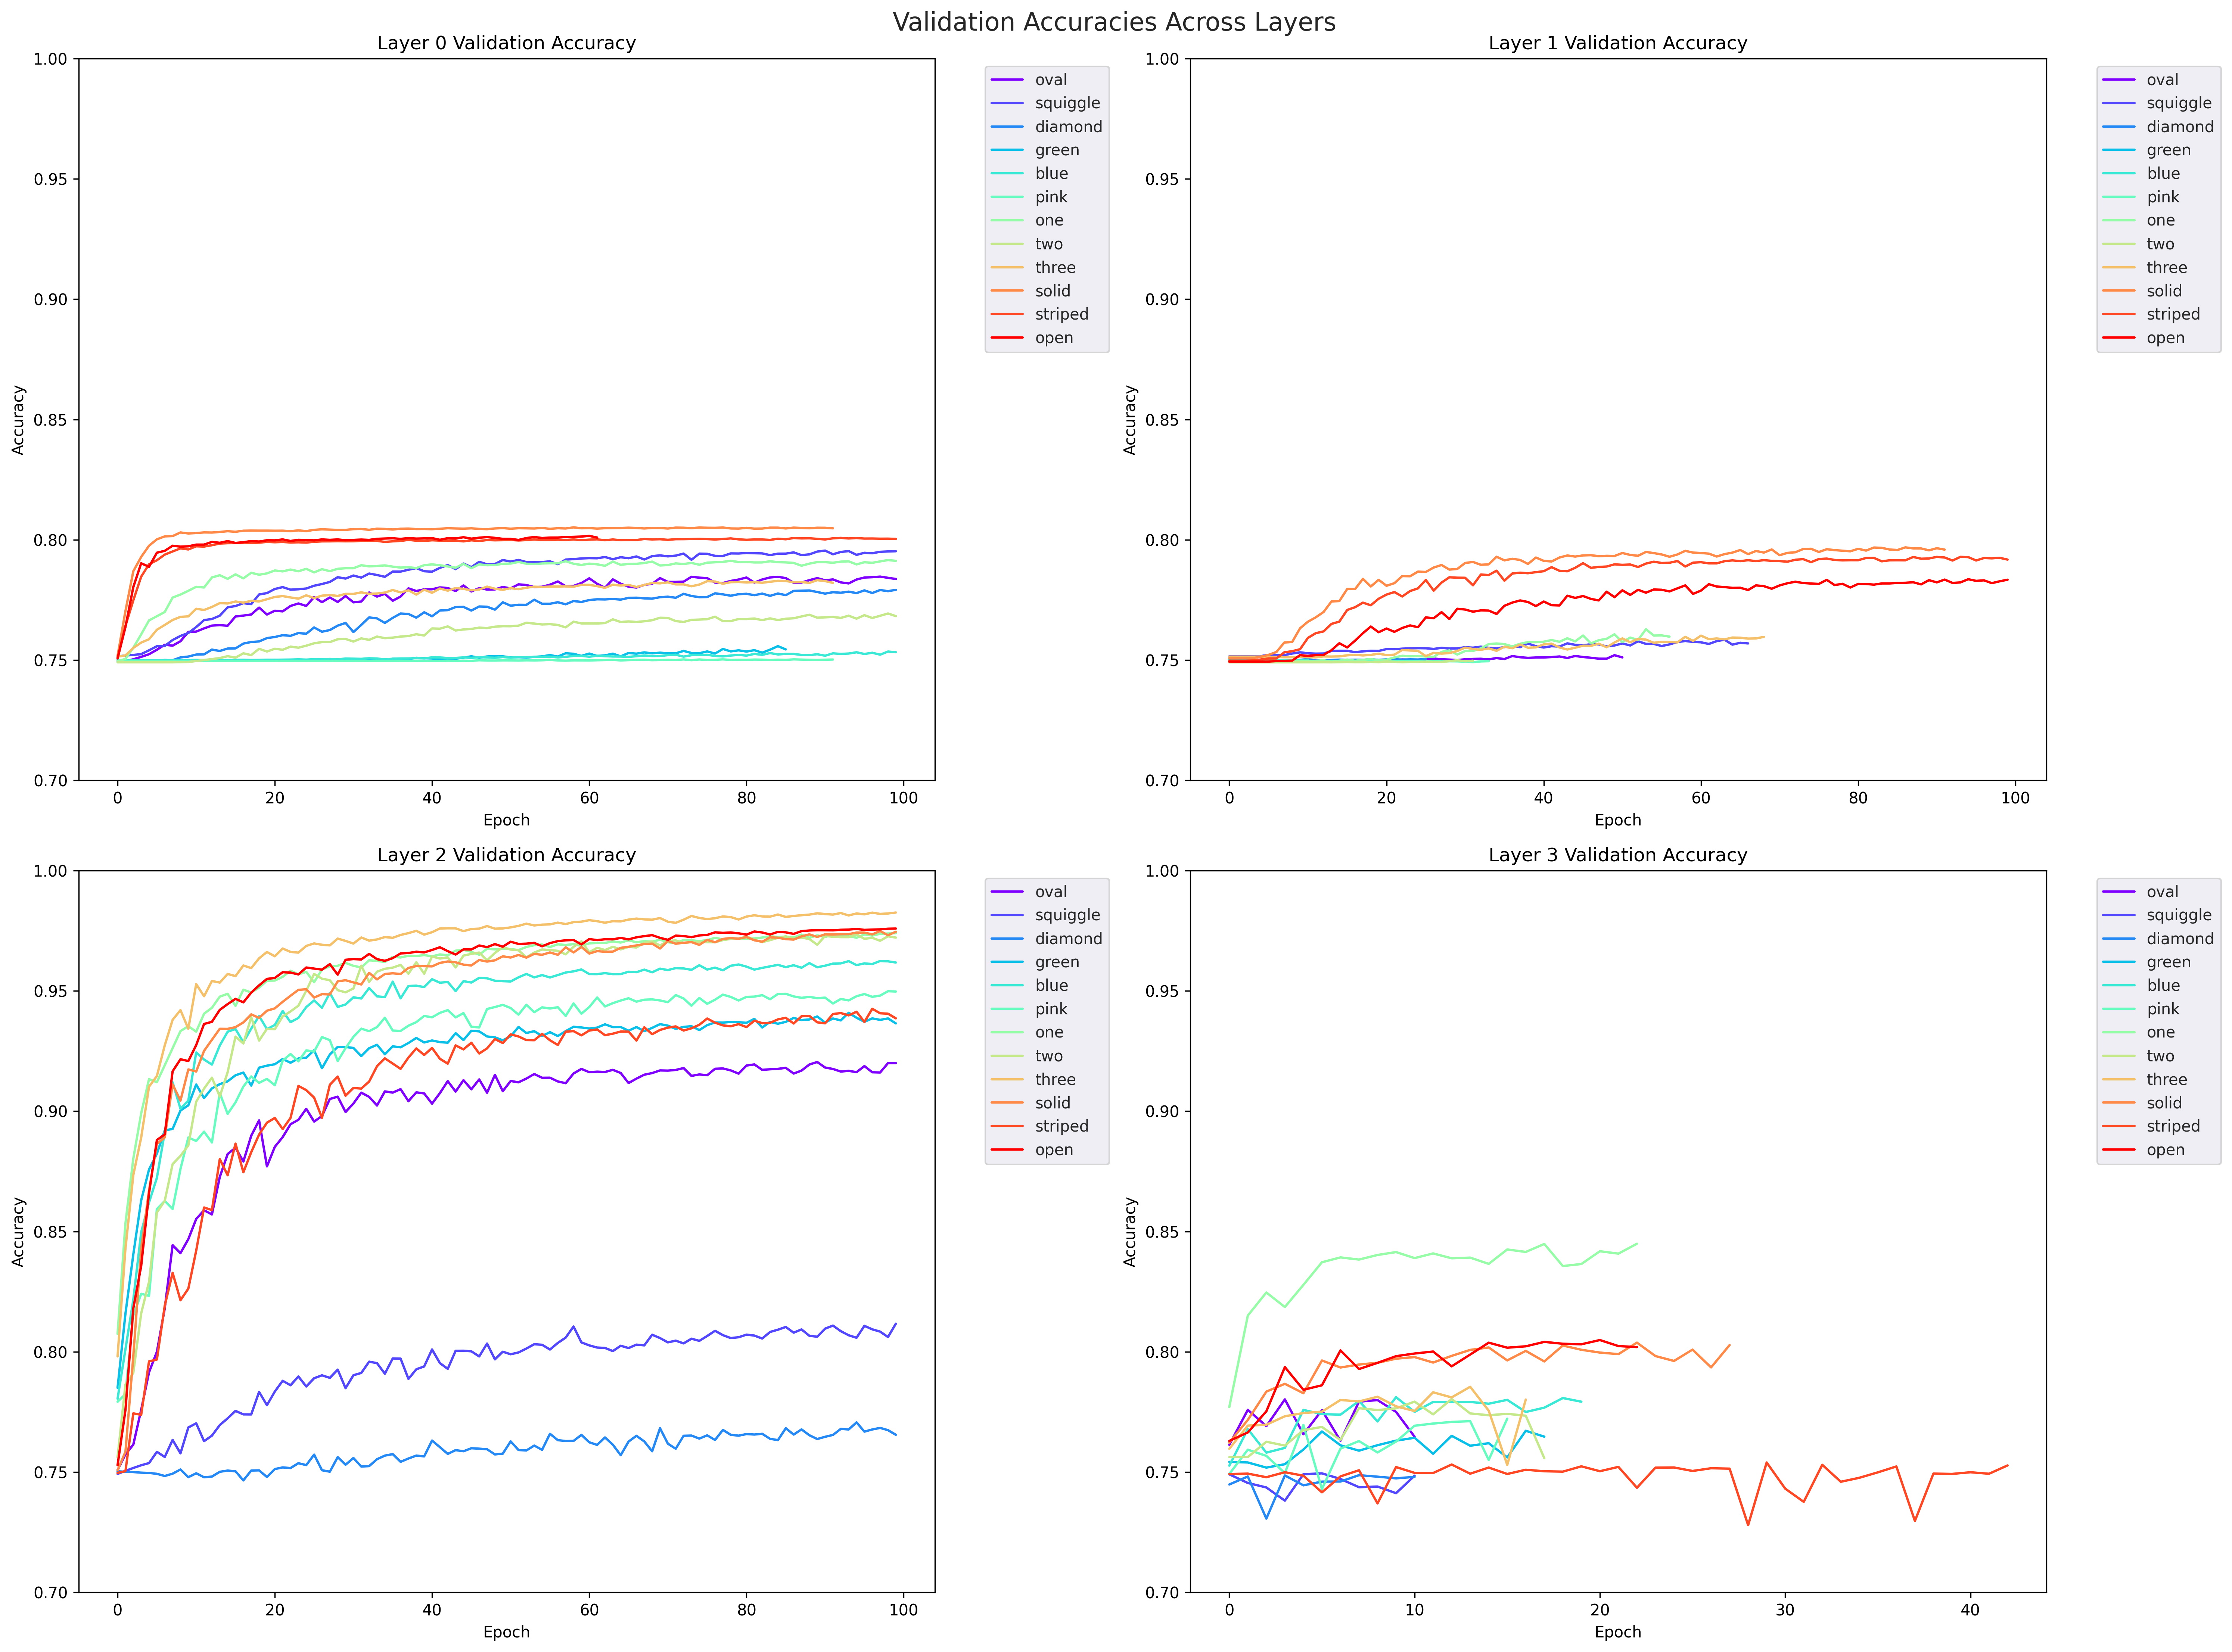 Validation Accuracies Across Layers
Layer 0 Validation Accuracy
1.00
0.95
0.90
0.85
0.80
0.75
0.70
Accuracy
0
20
40
60
80
100
Epoch
oval
squiggle
diamond
green
blue
pink
one
two
three
solid
striped
open
Layer 1 Validation Accuracy
1.00
0.95
0.90
0.85
0.80
0.75
0.70
Accuracy
0
20
40
60
80
100
Epoch
oval
squiggle
diamond
green
blue
pink
one
two
three
solid
striped
open
Layer 2 Validation Accuracy
1.00
0.95
0.90
0.85
0.80
0.75
0.70
Accuracy
0
20
40
60
80
100
Epoch
oval
squiggle
diamond
green
blue
pink
one
two
three
solid
striped
open
Layer 3 Validation Accuracy
1.00
0.95
0.90
0.85
0.80
0.75
0.70
Accuracy
0
10
20
30
40
Epoch
oval
squiggle
diamond
green
blue
pink
one
two
three
solid
striped
open